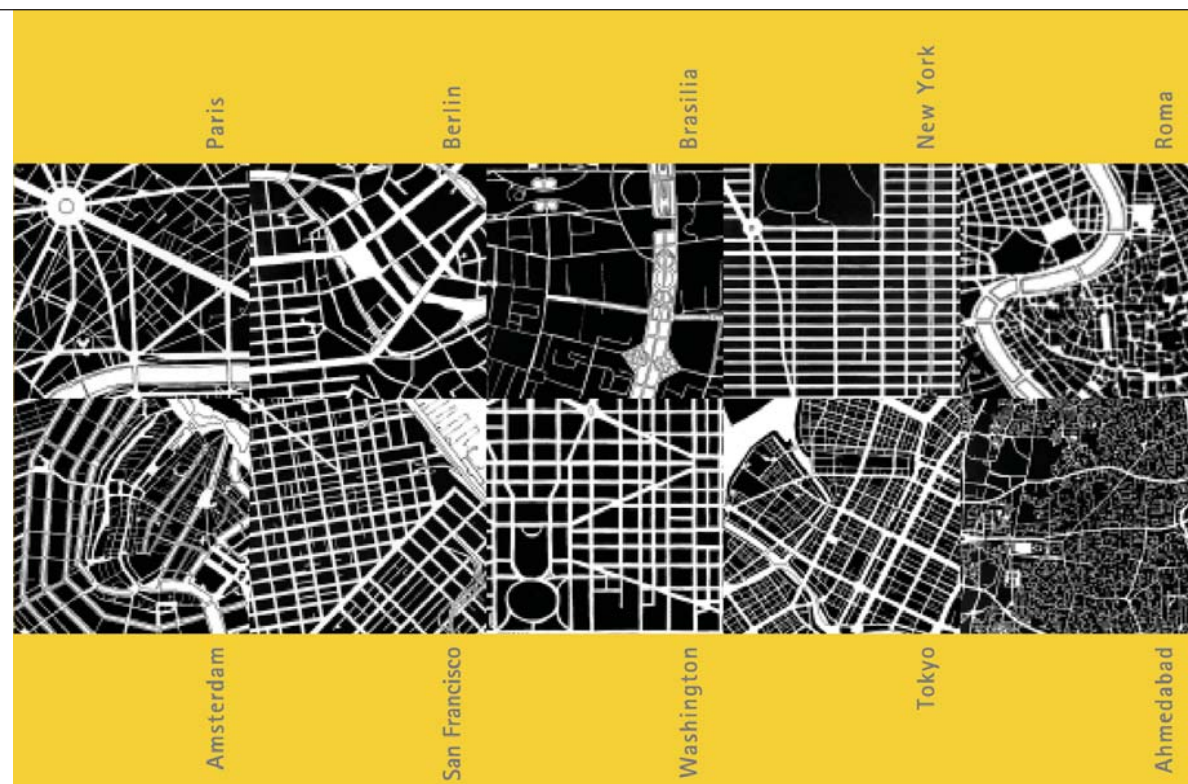 Paris
Berlin
Brasilia
New York
Roma
Amsterdam
San Francisco
Washington
Tokyo
Ahmedabad